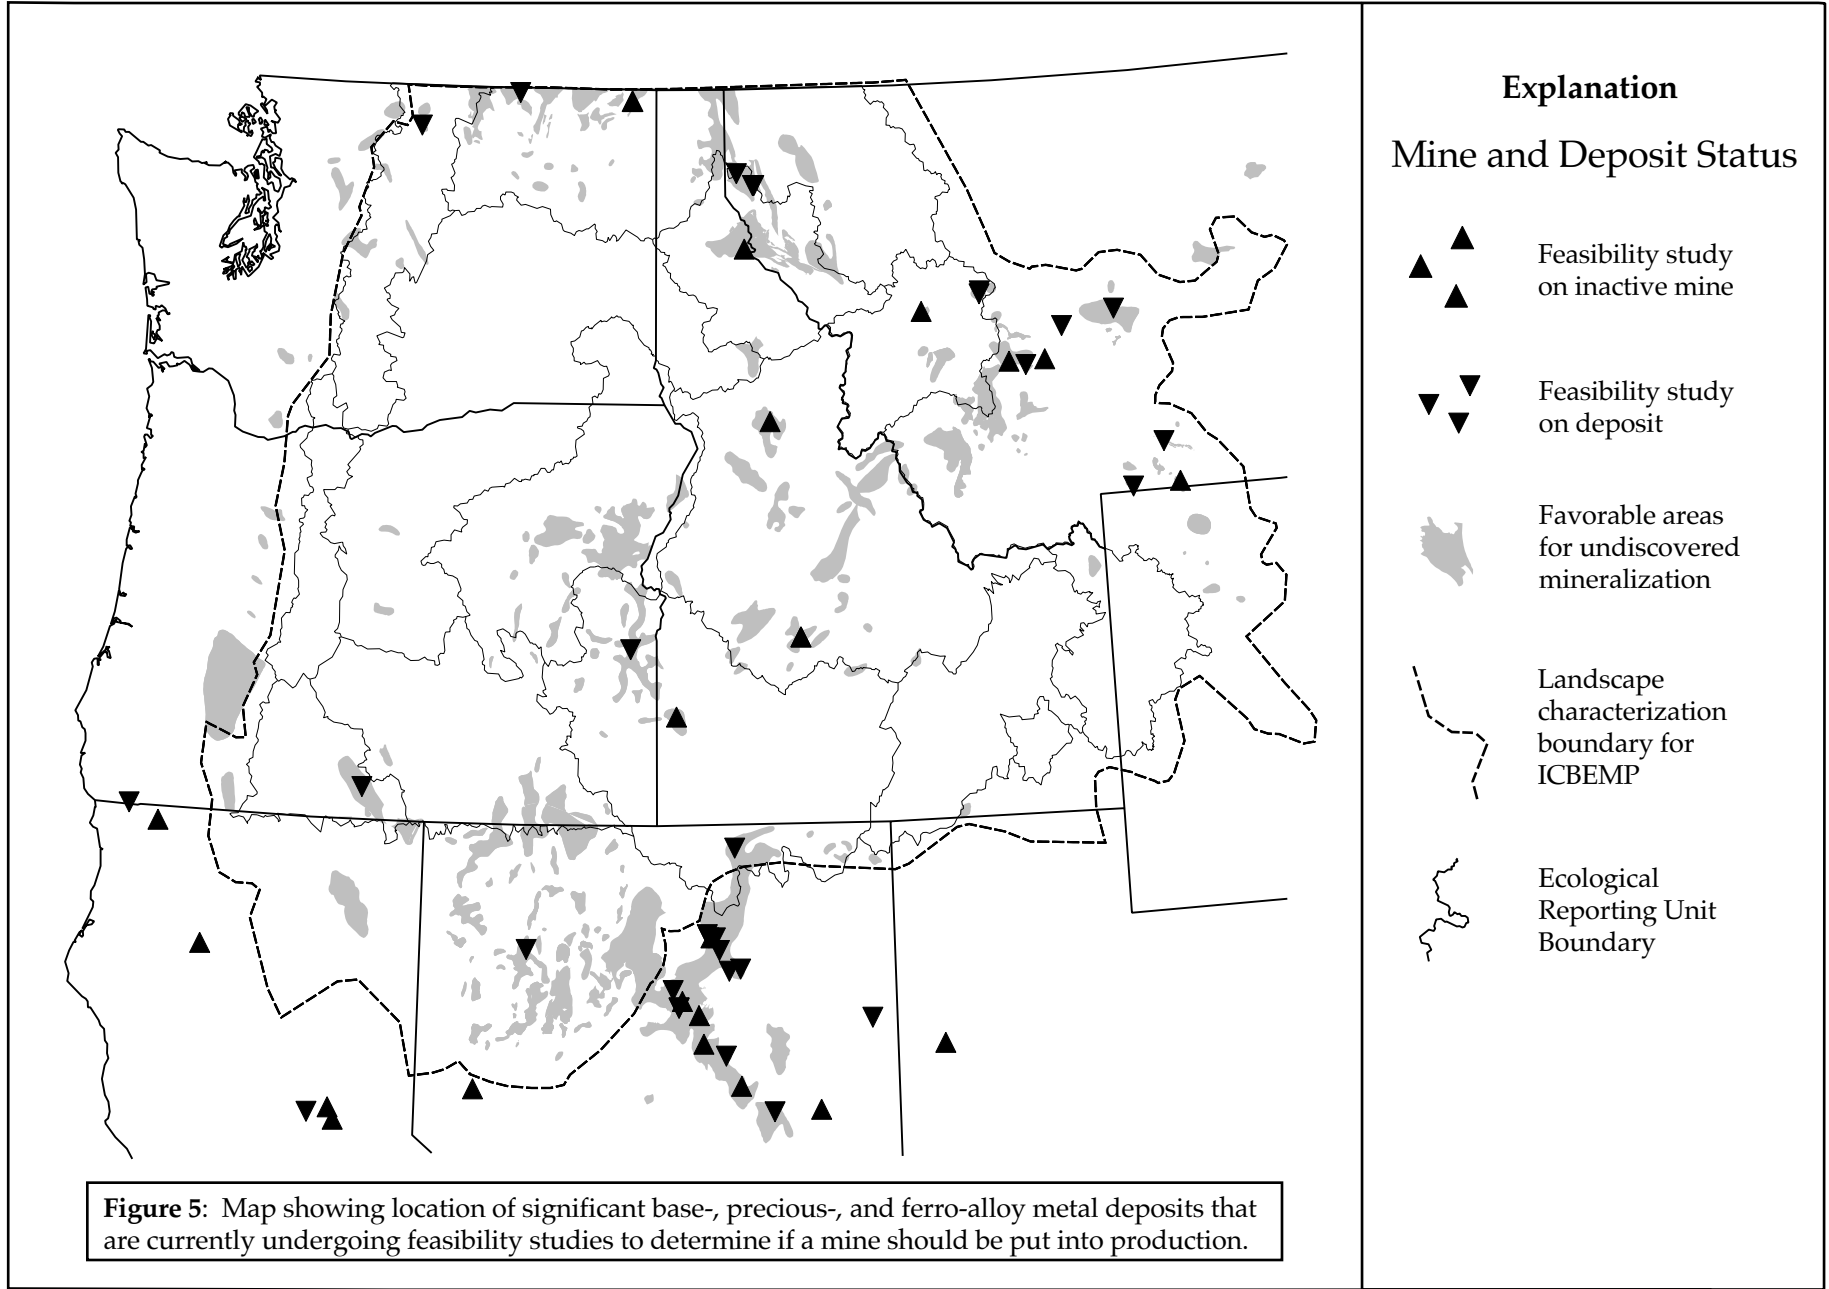 Explanation
Mine and Deposit Status
Feasibility study
on inactive mine
Feasibility study
on deposit
Favorable areas
for undiscovered
mineralization
Landscape
characterization
boundary for
ICBEMP
Ecological
Reporting Unit
Boundary
Figure 5: Map showing location of significant base-, precious-, and ferro-alloy metal deposits that
are currently undergoing feasibility studies to determine if a mine should be put into production.